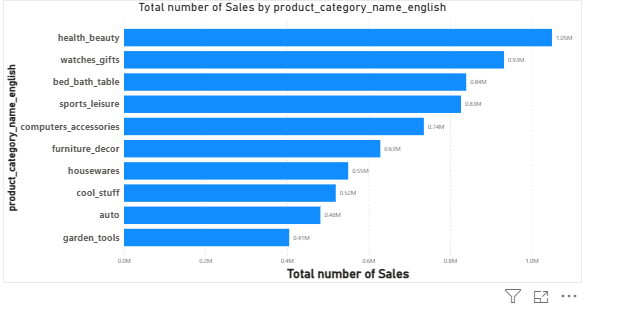 Total number of Sales by product_category_name_english
product_category_name_english
health_beauty 1.05M
watches_gifts 0.93M
bed_bath_table 0.84M
sports_leisure 0.83M
computers_accessories 0.74M
furniture_decor 0.63M
housewares 0.55M
cool_stuff 0.52M
auto 0.48M
garden_tools 0.41M
0.0M 0.2M 0.4M 0.6M 0.8M 1.0M
Total number of Sales